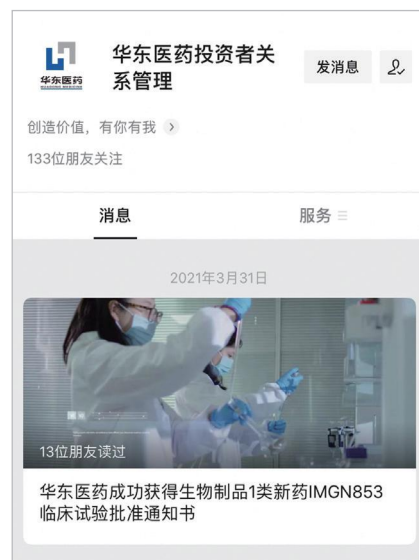 华东医药投资者关
系管理
发消息
华东医药
创造价值，有你有我
133位朋友关注
消息
服务
2021年3月31日
13位朋友读过
华东医药成功获得生物制品1类新药IMGN853
临床试验批准通知书